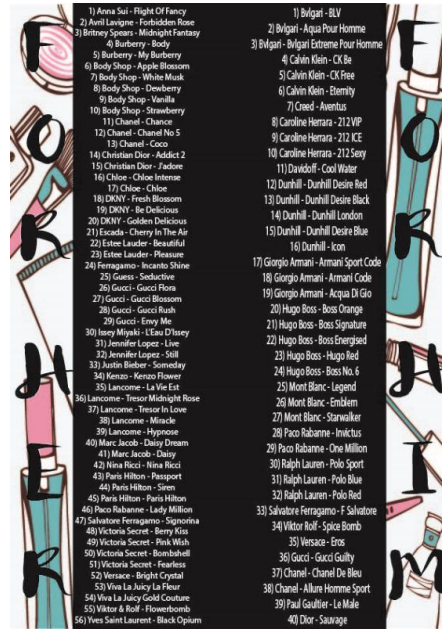 FOR HER
1) Anna Sui - Flight Of Fancy
2) Avril Lavigne - Forbidden Rose
3) Britney Spears - Midnight Fantasy
4) Burberry - Body
5) Burberry - My Burberry
6) Body Shop - Apple Blossom
7) Body Shop - White Musk
8) Body Shop - Dewberry
9) Body Shop - Vanilla
10) Body Shop - Strawberry
11) Chanel - Chance
12) Chanel - Chanel No 5
13) Chanel - Coco
14) Christian Dior - Addict 2
15) Christian Dior - J'adore
16) Chloe - Chloe Intense
17) Chloe - Chloe
18) DKNY - Fresh Blossom
19) DKNY - Be Delicious
20) DKNY - Golden Delicious
21) Escada - Cherry In The Air
22) Estee Lauder - Beautiful
23) Estee Lauder - Pleasure
24) Ferragamo - Incanto Shine
25) Guess - Seductive
26) Gucci - Gucci Flora
27) Gucci - Gucci Blossom
28) Gucci - Gucci Rush
29) Gucci - Envy Me
30) Issey Miyaki - L'Eau D'Issey
31) Jennifer Lopez - Live
32) Jennifer Lopez - Still
33) Justin Bieber - Someday
34) Kenzo - Kenzo Flower
35) Lancome - La Vie Est
36) Lancome - Tresor Midnight Rose
37) Lancome - Tresor In Love
38) Lancome - Miracle
39) Lancome - Hypnose
40) Marc Jacob - Daisy Dream
41) Marc Jacob - Daisy
42) Nina Ricci - Nina Ricci
43) Paris Hilton - Passport
44) Paris Hilton - Siren
45) Paris Hilton - Paris Hilton
46) Paco Rabanne - Lady Million
47) Salvatore Ferragamo - Signorina
48) Victoria Secret - Berry Kiss
49) Victoria Secret - Pink Wish
50) Victoria Secret - Bombshell
51) Victoria Secret - Fearless
52) Versace - Bright Crystal
53) Viva La Juicy La Fleur
54) Viva La Juicy Gold Couture
55) Viktor & Rolf - Flowerbomb
56) Yves Saint Laurent - Black Opium
FOR HIM
1) Bvlgari - BLV
2) Bvlgari - Aqua Pour Homme
3) Bvlgari - Bvlgari Extreme Pour Homme
4) Calvin Klein - CK Be
5) Calvin Klein - CK Free
6) Calvin Klein - Eternity
7) Creed - Aventus
8) Caroline Herrara - 212 VIP
9) Caroline Herrara - 212 ICE
10) Caroline Herrara - 212 Sexy
11) Davidoff - Cool Water
12) Dunhill - Dunhill Desire Red
13) Dunhill - Dunhill Desire Black
14) Dunhill - Dunhill London
15) Dunhill - Dunhill Desire Blue
16) Dunhill - Icon
17) Giorgio Armani - Armani Sport Code
18) Giorgio Armani - Armani Code
19) Giorgio Armani - Acqua Di Gio
20) Hugo Boss - Boss Orange
21) Hugo Boss - Boss Signature
22) Hugo Boss - Boss Energised
23) Hugo Boss - Hugo Red
24) Hugo Boss - Boss No. 6
25) Mont Blanc - Legend
26) Mont Blanc - Emblem
27) Mont Blanc - Starwalker
28) Paco Rabanne - Invictus
29) Paco Rabanne - One Million
30) Ralph Lauren - Polo Sport
31) Ralph Lauren - Polo Blue
32) Ralph Lauren - Polo Red
33) Salvatore Ferragamo - F Salvatore
34) Viktor Rolf - Spice Bomb
35) Versace - Eros
36) Gucci - Gucci Guilty
37) Chanel - Chanel De Bleu
38) Chanel - Allure Homme Sport
39) Paul Gaultier - Le Male
40) Dior - Sauvage